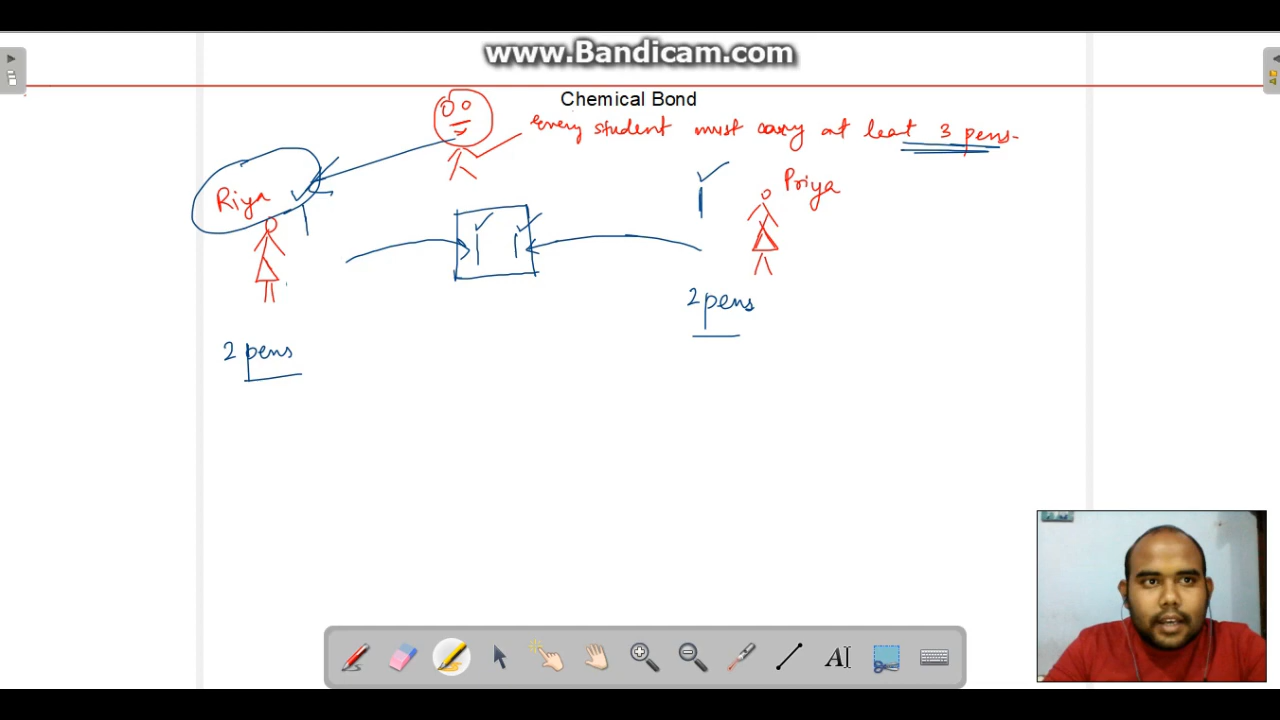 www.Bandicam.com
Chemical Bond
Every student must carry at least 3 pens.
Riya
Priya
2 pens
2 pens
AI